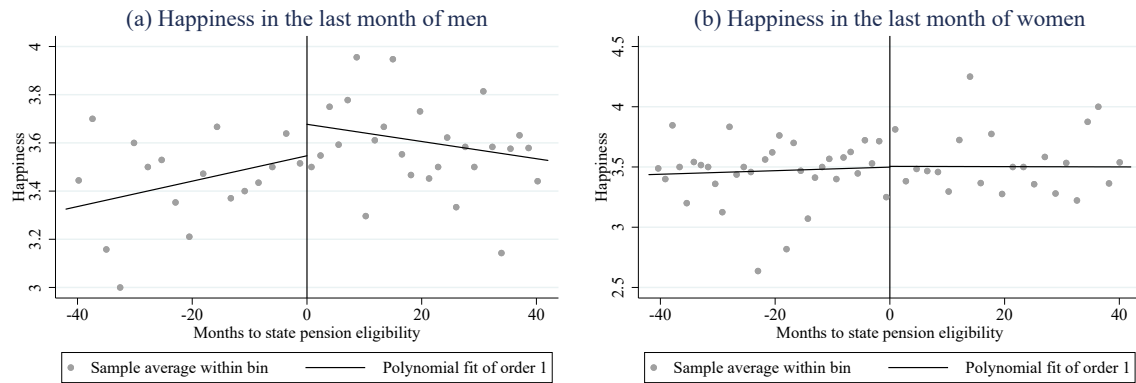 (a) Happiness in the last month of men
4
3.8
3.6
3.4
3.2
3
Happiness
-40 -20 0 20 40
Months to state pension eligibility
Sample average within bin Polynomial fit of order 1
(b) Happiness in the last month of women
4.5
4
3.5
3
2.5
Happiness
-40 -20 0 20 40
Months to state pension eligibility
Sample average within bin Polynomial fit of order 1